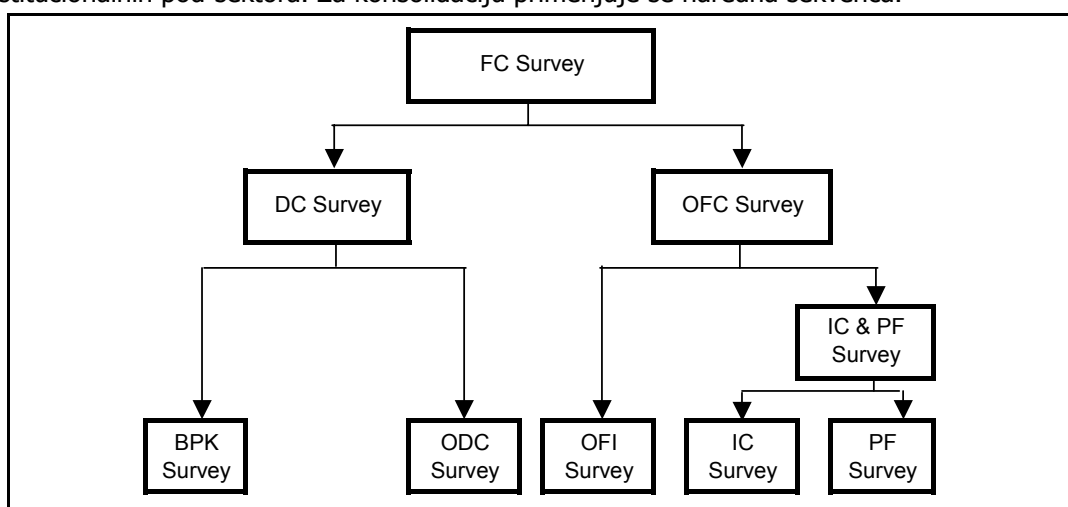 stitucionalnih pod sektora. Za konsolidaciju primenjuje se naredna sekvenca:
FC Survey
DC Survey
OFC Survey
IC & PF
Survey
BPK
Survey
ODC
Survey
OFI
Survey
IC
Survey
PF
Survey